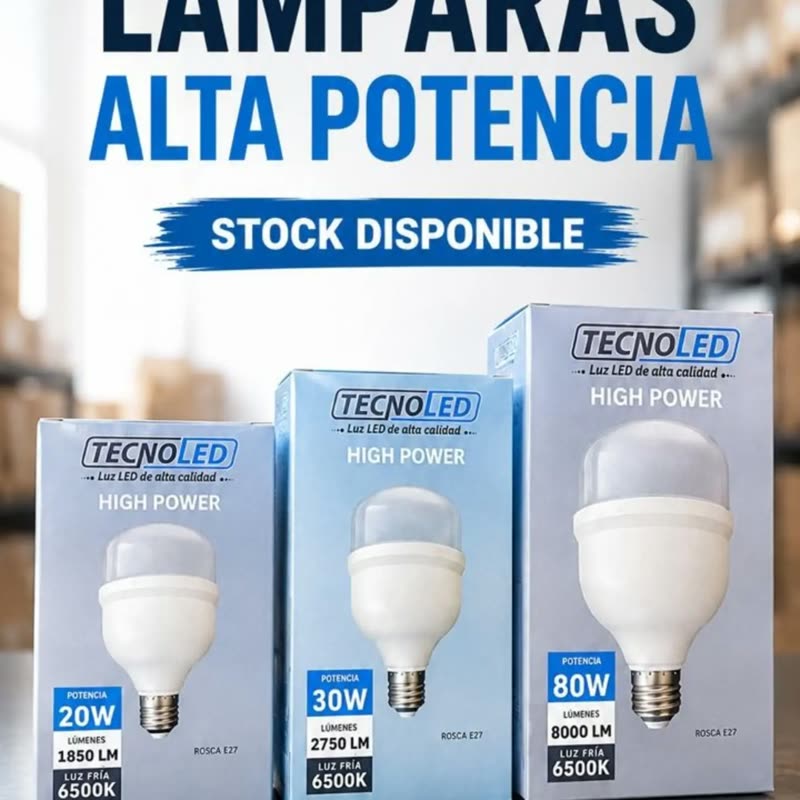 LÁMPARAS
ALTA POTENCIA
STOCK DISPONIBLE
TECNOLED
Luz LED de alta calidad
HIGH POWER
POTENCIA
20W
LÚMENES
1850 LM
LUZ FRÍA
6500K
ROSCA E27
TECNOLED
Luz LED de alta calidad
HIGH POWER
POTENCIA
30W
LÚMENES
2750 LM
LUZ FRÍA
6500K
ROSCA E27
TECNOLED
Luz LED de alta calidad
HIGH POWER
POTENCIA
80W
LÚMENES
8000 LM
LUZ FRÍA
6500K
ROSCA E27